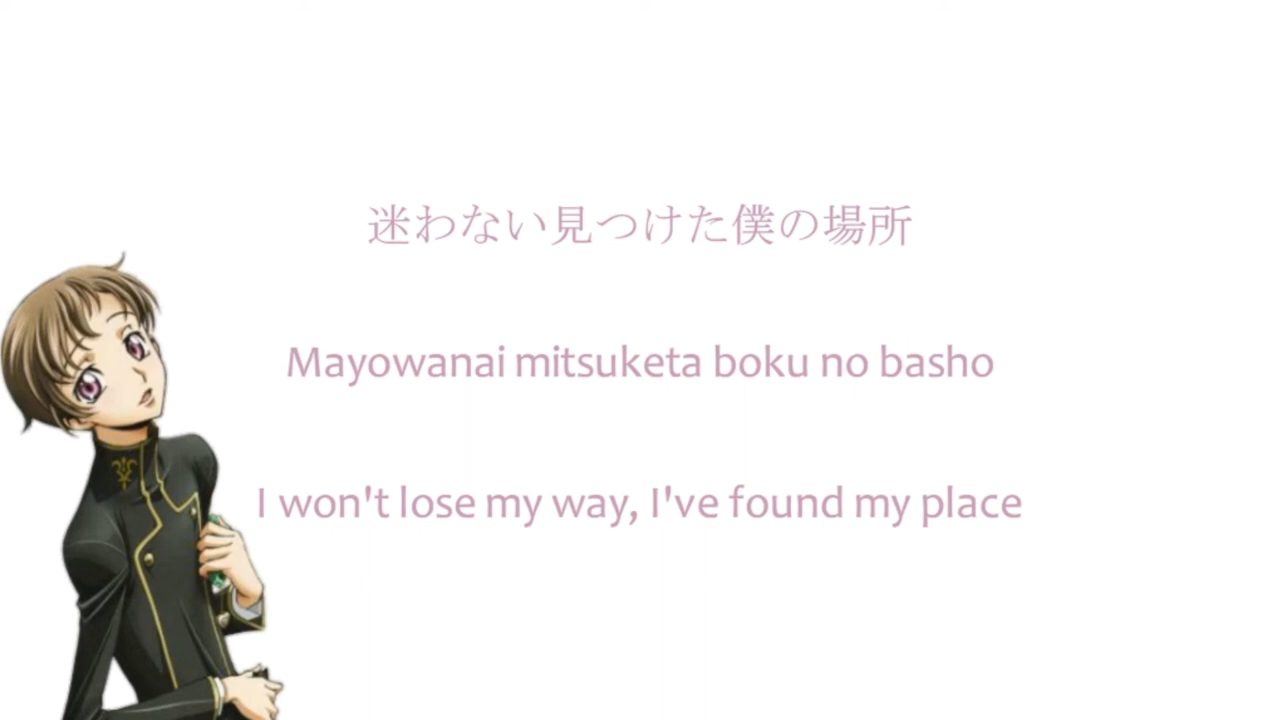 迷わない見つけた僕の場所
Mayowanai mitsuketa boku no basho
I won't lose my way, I've found my place